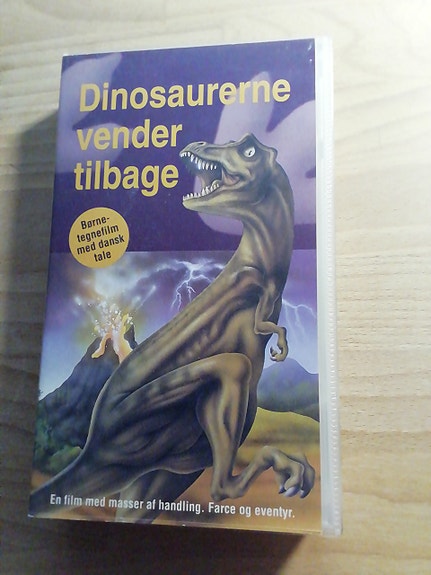 Dinosaurerne
vender
tilbage
Børne-
tegnefilm
med dansk
tale
En film med masser af handling. Farce og eventyr.